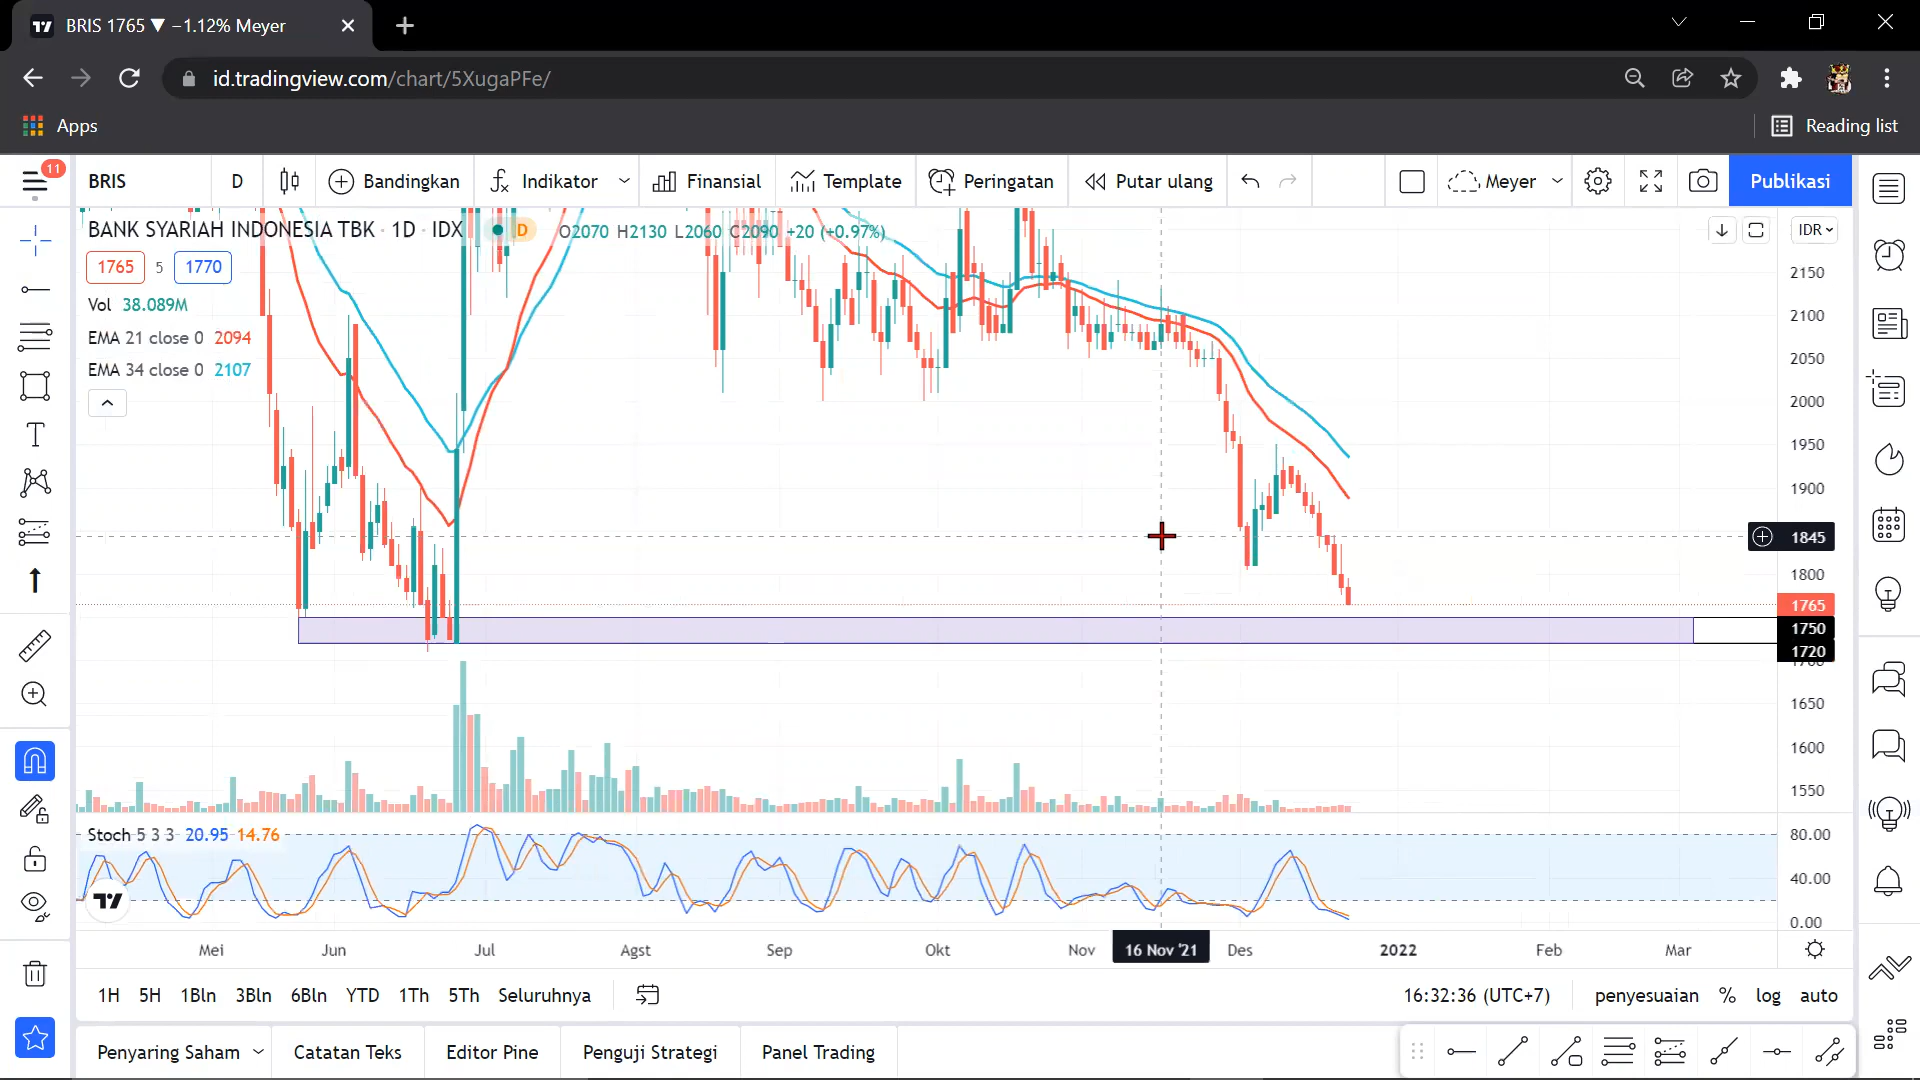 BRIS 1765 ▼ −1.12% Meyer
id.tradingview.com/chart/5XugaPFe/
Apps
Reading list
11
BRIS D Bandingkan Indikator Finansial Template Peringatan Putar ulang Meyer Publikasi
BANK SYARIAH INDONESIA TBK · 1D · IDX D O2070 H2130 L2060 C2090 +20 (+0.97%)
IDR
1765 5 1770
Vol 38.089M
EMA 21 close 0 2094
EMA 34 close 0 2107
2150
2100
2050
2000
1950
1900
1845
1800
1765
1750
1720
1700
1650
1600
1550
Stoch 5 3 3 20.95 14.76
80.00
40.00
0.00
Mei Jun Jul Agst Sep Okt Nov 16 Nov '21 Des 2022 Feb Mar
1H 5H 1Bln 3Bln 6Bln YTD 1Th 5Th Seluruhnya 16:32:36 (UTC+7) penyesuaian % log auto
Penyaring Saham Catatan Teks Editor Pine Penguji Strategi Panel Trading